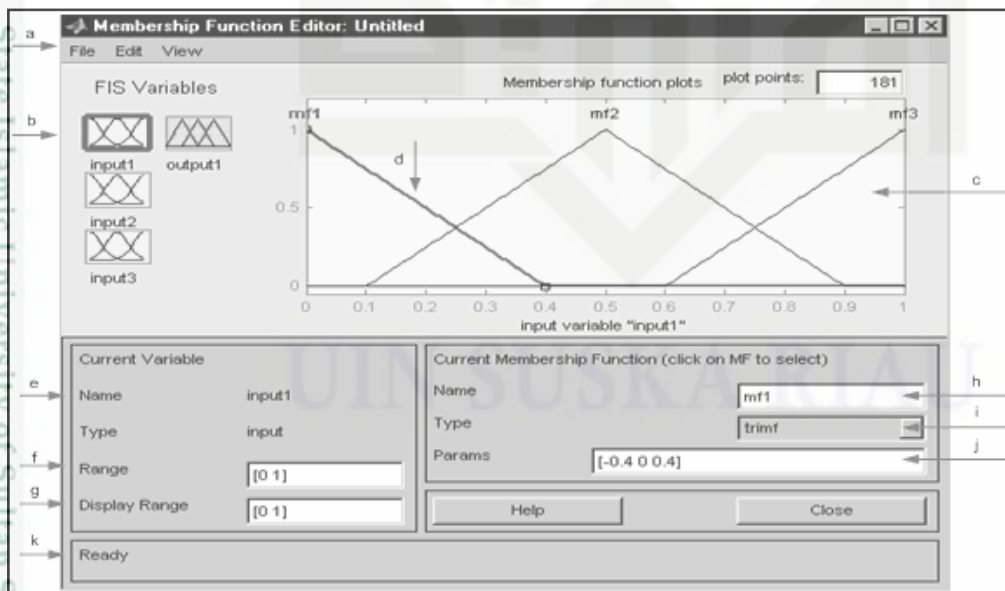 Membership Function Editor: Untitled
a
File Edit View
FIS Variables
Membership function plots plot points: 181
b
input1 output1
input2
input3
mf1 mf2 mf3
1
d
c
0.5
0
0 0.1 0.2 0.3 0.4 0.5 0.6 0.7 0.8 0.9 1
input variable "input1"
UIN SUSKA RIAU
Current Variable
e
Name input1
Type input
f
Range [0 1]
g
Display Range [0 1]
Current Membership Function (click on MF to select)
Name mf1
h
Type trimf
i
Params [-0.4 0 0.4]
j
Help Close
k
Ready